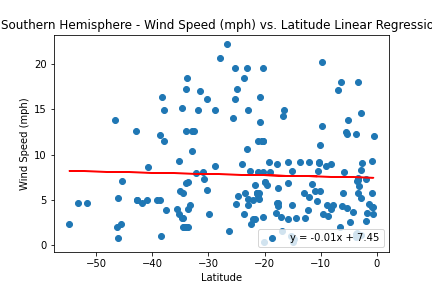 Southern Hemisphere - Wind Speed (mph) vs. Latitude Linear Regressio
20
15
10
5
0
Wind Speed (mph)
y = -0.01x + 7.45
−50
−40
−30
−20
−10
0
Latitude